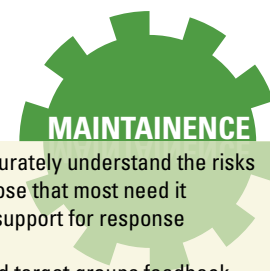 MAINTAINENCE
urately understand the risks
ose that most need it
support for response
target groups feedback